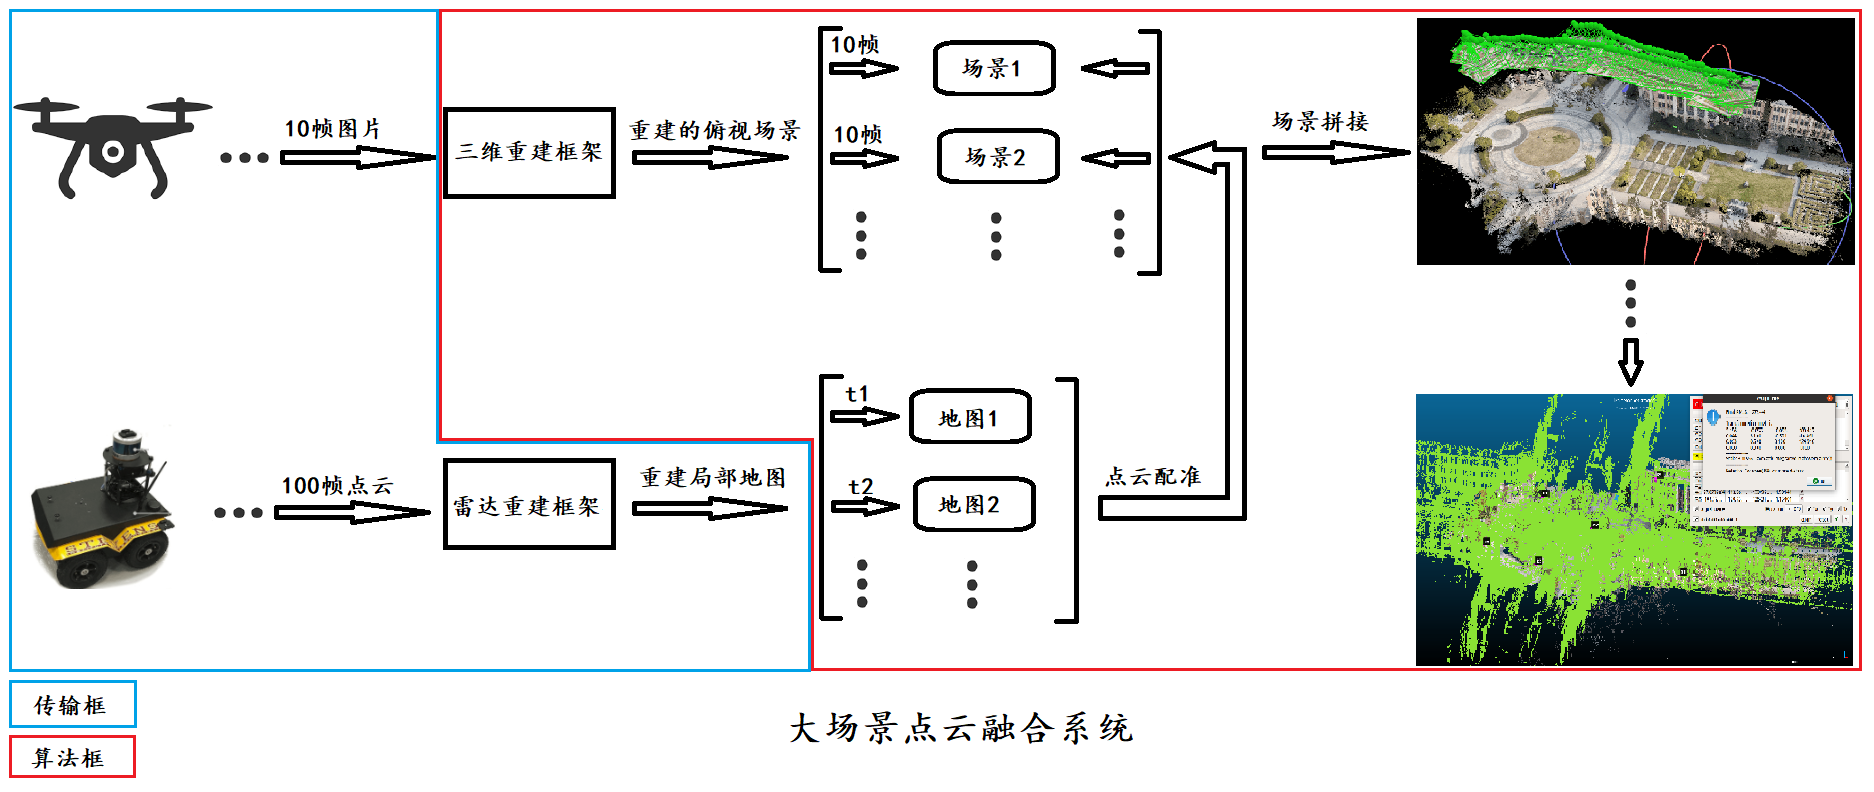 10帧图片
三维重建框架
重建的俯视场景
10帧
场景1
10帧
场景2
场景拼接
100帧点云
雷达重建框架
重建局部地图
t1
地图1
t2
地图2
点云配准
传输框
算法框
大场景点云融合系统